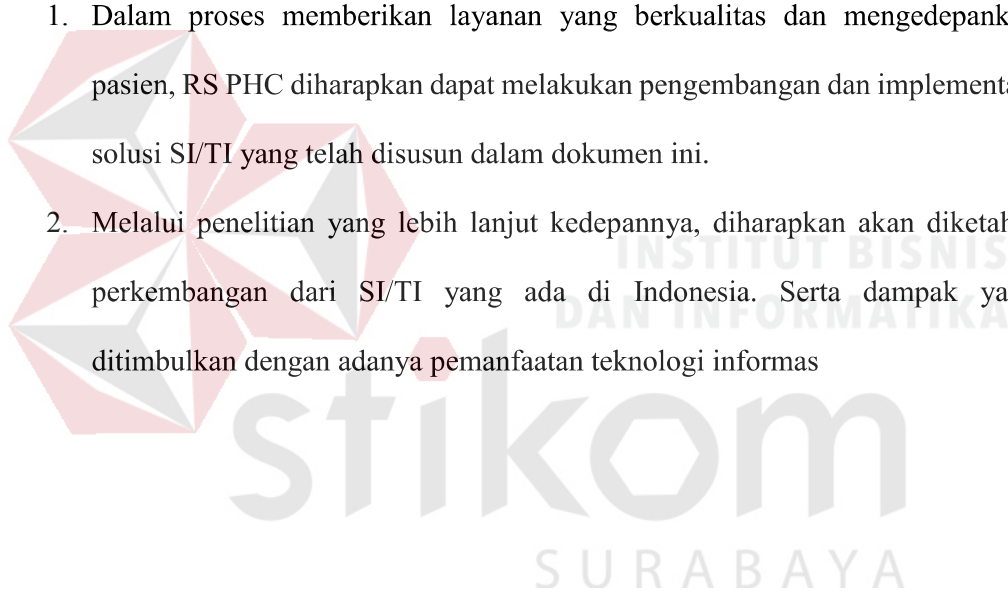 1. Dalam proses memberikan layanan yang berkualitas dan mengedepank
pasien, RS PHC diharapkan dapat melakukan pengembangan dan implement
solusi SI/TI yang telah disusun dalam dokumen ini.
2. Melalui penelitian yang lebih lanjut kedepannya, diharapkan akan diketah
perkembangan dari SI/TI yang ada di Indonesia. Serta dampak ya
ditimbulkan dengan adanya pemanfaatan teknologi informas
INSTITUT BISNIS
DAN INFORMATIKA
stikom
SURABAYA